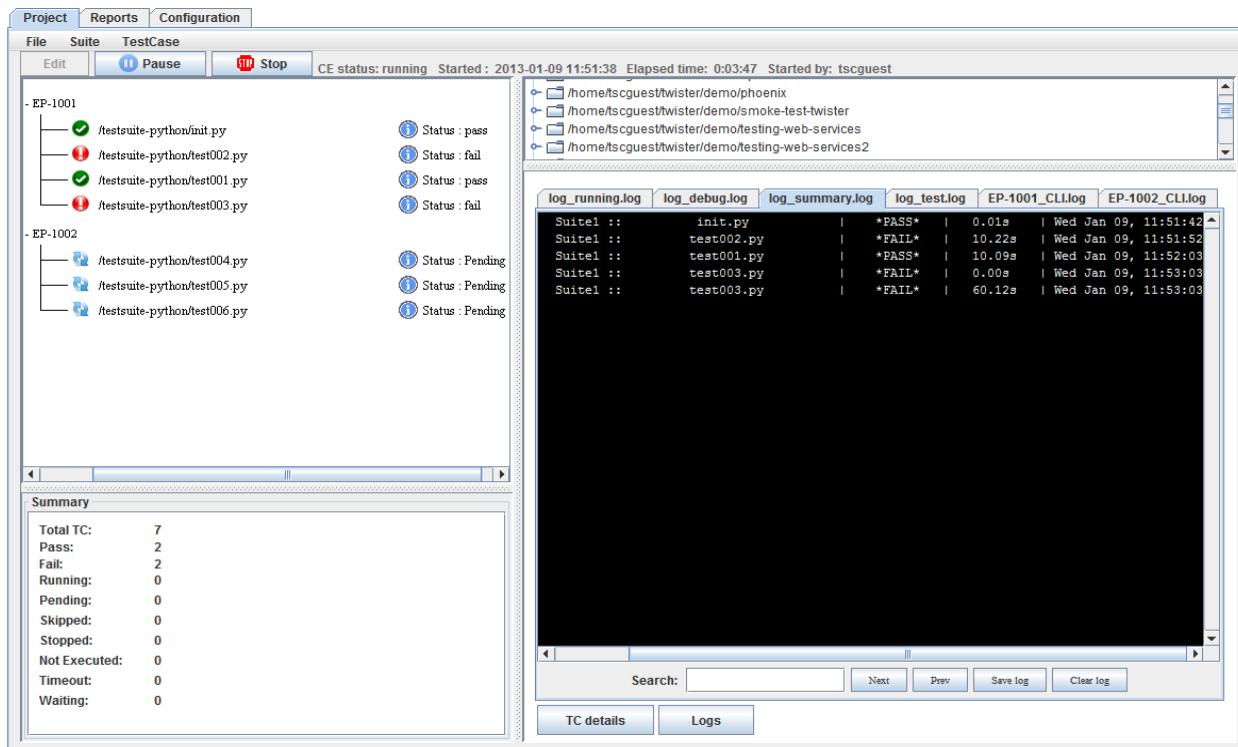 Project Reports Configuration
File Suite TestCase
Edit Pause STOP Stop CE status: running Started : 2013-01-09 11:51:38 Elapsed time: 0:03:47 Started by: tscguest
- EP-1001
/testsuite-python/init.py Status : pass
/testsuite-python/test002.py Status : fail
/testsuite-python/test001.py Status : pass
/testsuite-python/test003.py Status : fail
- EP-1002
/testsuite-python/test004.py Status : Pending
/testsuite-python/test005.py Status : Pending
/testsuite-python/test006.py Status : Pending
Summary
Total TC: 7
Pass: 2
Fail: 2
Running: 0
Pending: 0
Skipped: 0
Stopped: 0
Not Executed: 0
Timeout: 0
Waiting: 0
/home/tscguest/twister/demo/phoenix
/home/tscguest/twister/demo/smoke-test-twister
/home/tscguest/twister/demo/testing-web-services
/home/tscguest/twister/demo/testing-web-services2
log_running.log log_debug.log log_summary.log log_test.log EP-1001_CLI.log EP-1002_CLI.log
Suite1 :: init.py | *PASS* | 0.01s | Wed Jan 09, 11:51:42
Suite1 :: test002.py | *FAIL* | 10.22s | Wed Jan 09, 11:51:52
Suite1 :: test001.py | *PASS* | 10.09s | Wed Jan 09, 11:52:03
Suite1 :: test003.py | *FAIL* | 0.00s | Wed Jan 09, 11:53:03
Suite1 :: test003.py | *FAIL* | 60.12s | Wed Jan 09, 11:53:03
Search: Next Prev Save log Clear log
TC details Logs